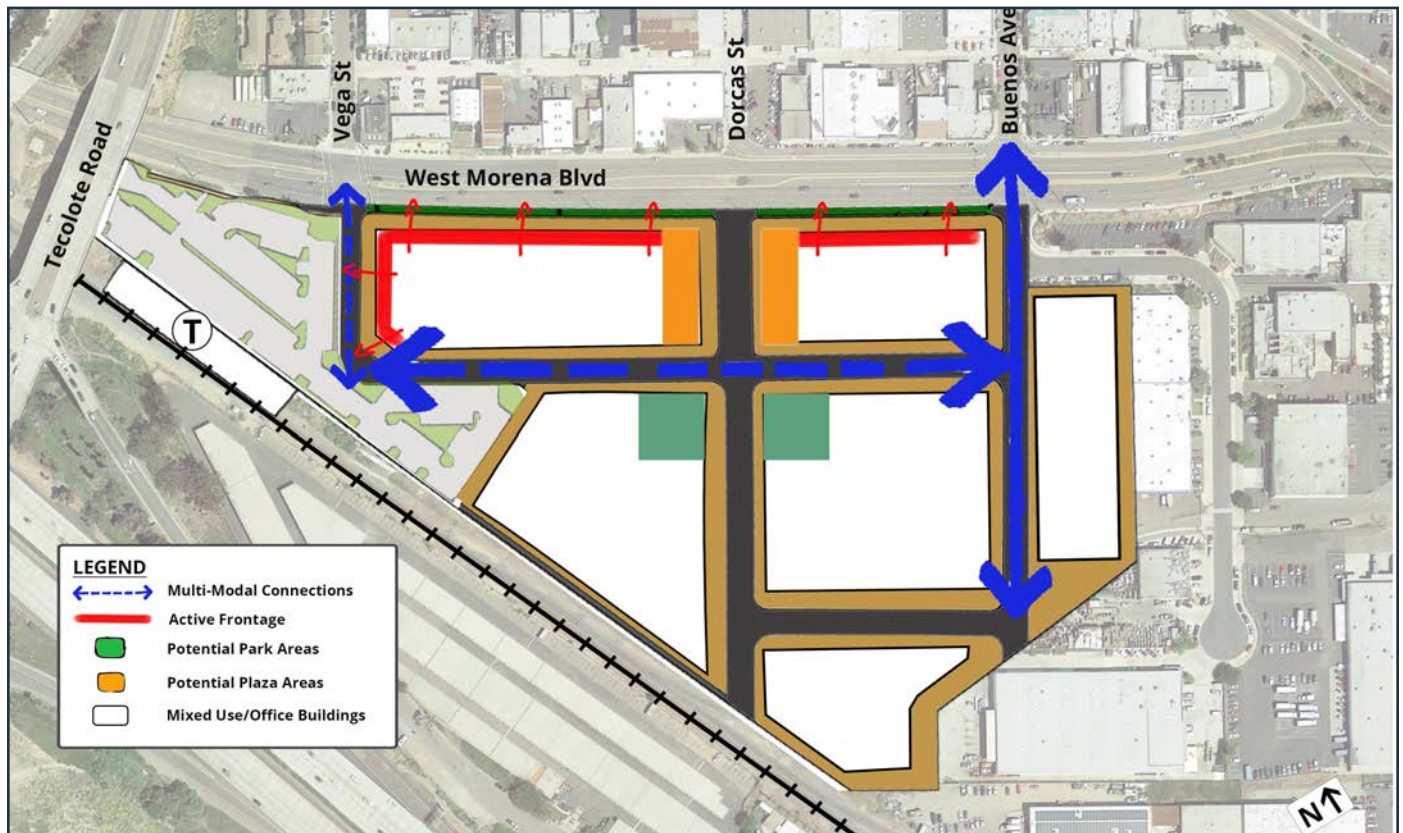 Vega St
Dorcas St
Buenos Ave
Tecolote Road
West Morena Blvd
T
LEGEND
Multi-Modal Connections
Active Frontage
Potential Park Areas
Potential Plaza Areas
Mixed Use/Office Buildings
N